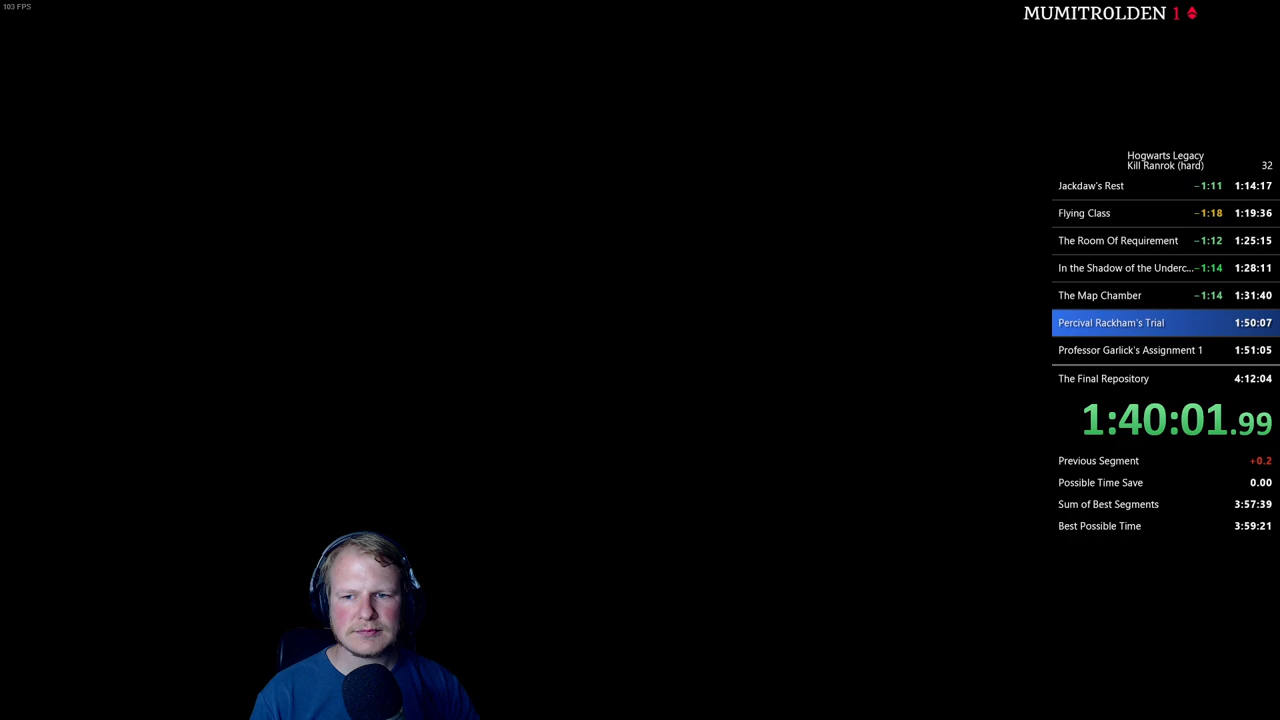 103 FPS
MUMITROLDEN 1
Hogwarts Legacy
Kill Ranrok (hard) 32
Jackdaw's Rest −1:11 1:14:17
Flying Class −1:18 1:19:36
The Room Of Requirement −1:12 1:25:15
In the Shadow of the Underc... −1:14 1:28:11
The Map Chamber −1:14 1:31:40
Percival Rackham's Trial 1:50:07
Professor Garlick's Assignment 1 1:51:05
The Final Repository 4:12:04
1:40:01.99
Previous Segment +0.2
Possible Time Save 0.00
Sum of Best Segments 3:57:39
Best Possible Time 3:59:21